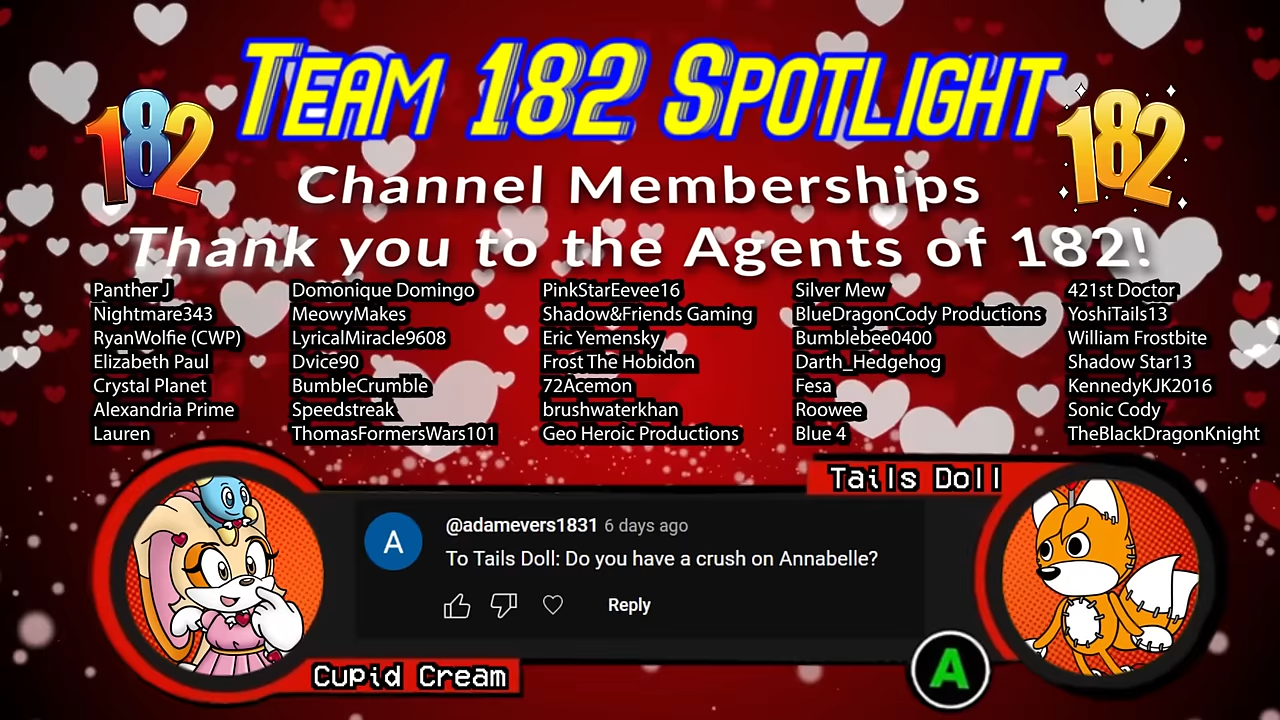 Team 182 Spotlight
182
182
Channel Memberships
Thank you to the Agents of 182!
Panther J
Nightmare343
RyanWolfie (CWP)
Elizabeth Paul
Crystal Planet
Alexandria Prime
Lauren
Domonique Domingo
MeowyMakes
LyricalMiracle9608
Dvice90
BumbleCrumble
Speedstreak
ThomasFormersWars101
PinkStarEevee16
Shadow&Friends Gaming
Eric Yemensky
Frost The Hobidon
72Acemon
brushwaterkhan
Geo Heroic Productions
Silver Mew
BlueDragonCody Productions
Bumblebee0400
Darth_Hedgehog
Fesa
Roowee
Blue 4
421st Doctor
YoshiTails13
William Frostbite
Shadow Star13
KennedyKJK2016
Sonic Cody
TheBlackDragonKnight
Tails Doll
A
@adamevers1831 6 days ago
To Tails Doll: Do you have a crush on Annabelle?
Reply
Cupid Cream
A